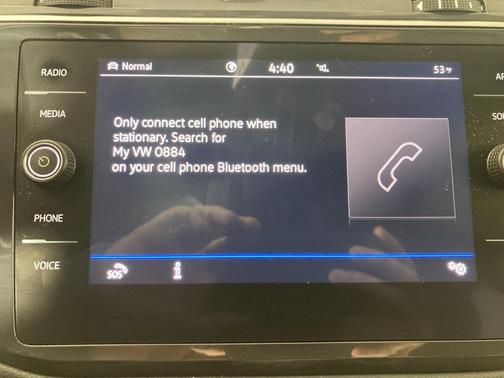 RADIO
MEDIA
PHONE
VOICE
Normal
4:40
53°F
Only connect cell phone when
stationary. Search for
My VW 0884
on your cell phone Bluetooth menu.
SOS
i